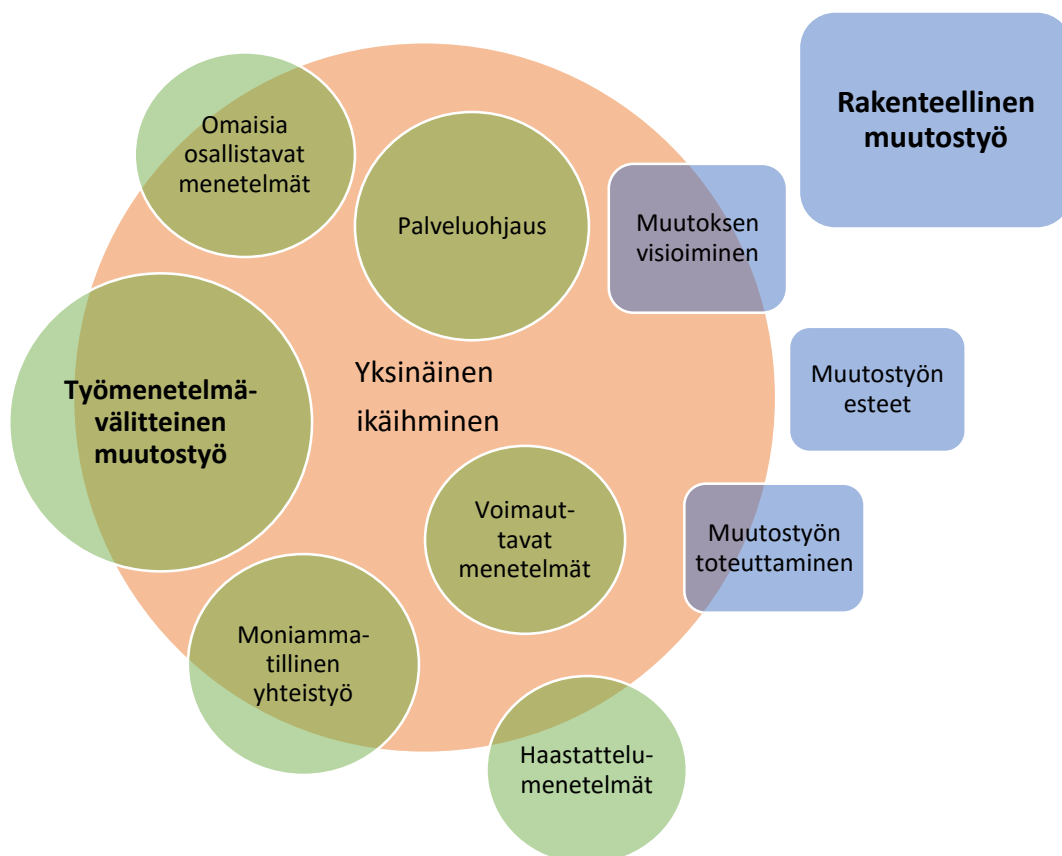 Rakenteellinen
muutostyö
Omaisia
osallistavat
menetelmät
Palveluohjaus
Muutoksen
visioiminen
Yksinäinen
ikäihminen
Muutostyön
esteet
Työmenetelmä-
välitteinen
muutostyö
Voimaut-
tavat
menetelmät
Muutostyön
toteuttaminen
Moniamma-
tillinen
yhteistyö
Haastattelu-
menetelmät